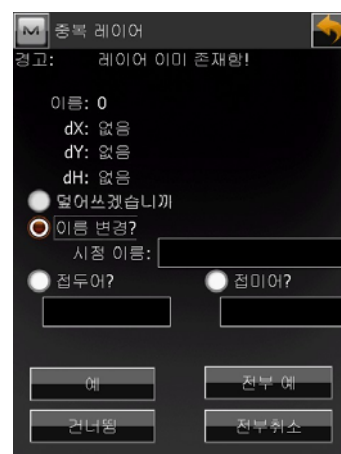 중복 레이어
경고: 레이어 이미 존재함!
이름: 0
dX: 없음
dY: 없음
dH: 없음
덮어쓰겠습니까
이름 변경?
시정 이름:
접두어? 접미어?
예 전부 예
건너띔 전부취소